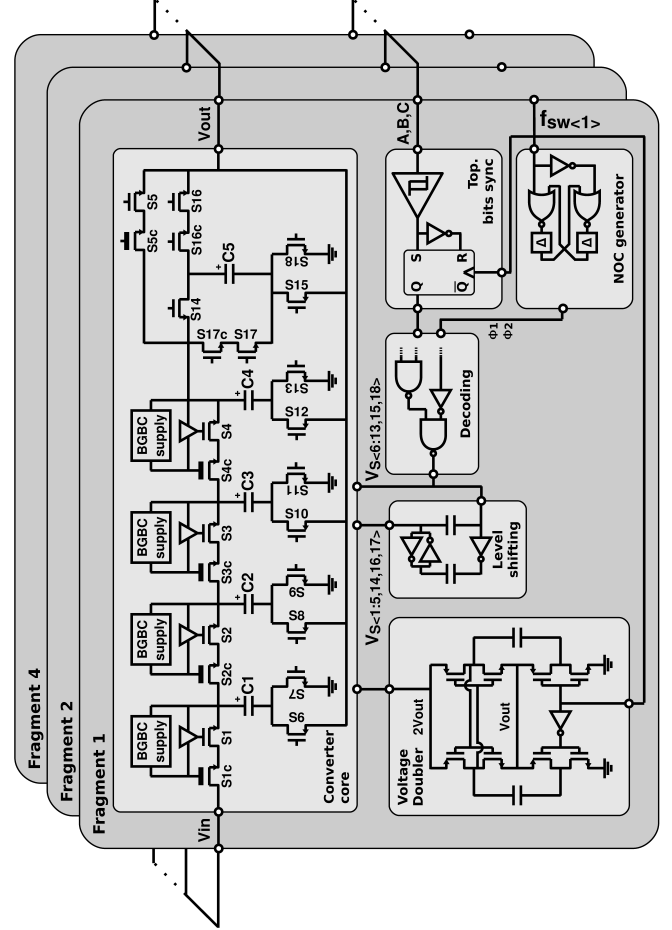 Fragment 4
Fragment 2
Fragment 1
Vin
Vout
A,B,C
fsw<1>
Converter
core
BGBC
supply
BGBC
supply
BGBC
supply
BGBC
supply
S1c
S1
S2c
S2
S3c
S3
S4c
S4
+
C1
+
C2
+
C3
+
C4
+
C5
S6
S7
S8
S9
S10
S11
S12
S13
S14
S15
S18
S17c
S17
S16c
S16
S5c
S5
Top.
bits sync
S
R
Q
Q
NOC generator
Δ
Δ
Φ1
Φ2
Decoding
VS<6:13,15,18>
VS<1:5,14,16,17>
Level
shifting
Voltage
Doubler
2Vout
Vout